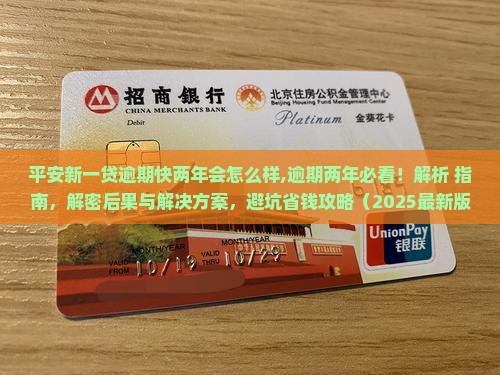 招商银行
CHINA MERCHANTS BANK
北京住房公积金管理中心
Beijing Housing Fund Management Center
Debit
Platinum 金葵花卡
平安新一贷逾期快两年会怎么样,逾期两年必看！解析 指
南，解密后果与解决方案，避坑省钱攻略（2025最新版
MONTH/YEAR
MONTH/YEAR
VALID FROM 10/19 VALID THRU 10/29
UnionPay
银联